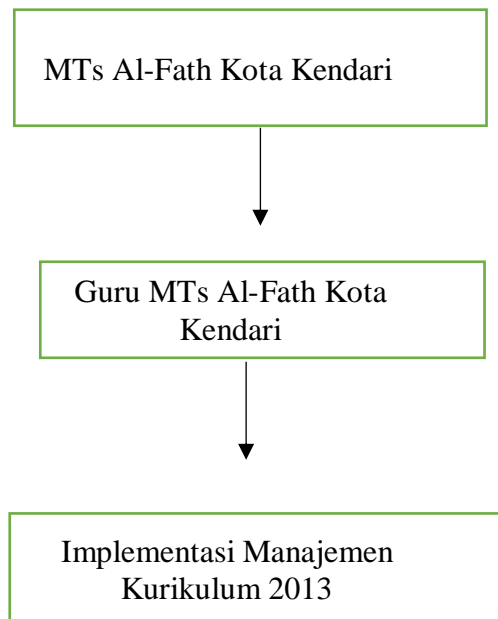 MTs Al-Fath Kota Kendari
Guru MTs Al-Fath Kota
Kendari
Implementasi Manajemen
Kurikulum 2013